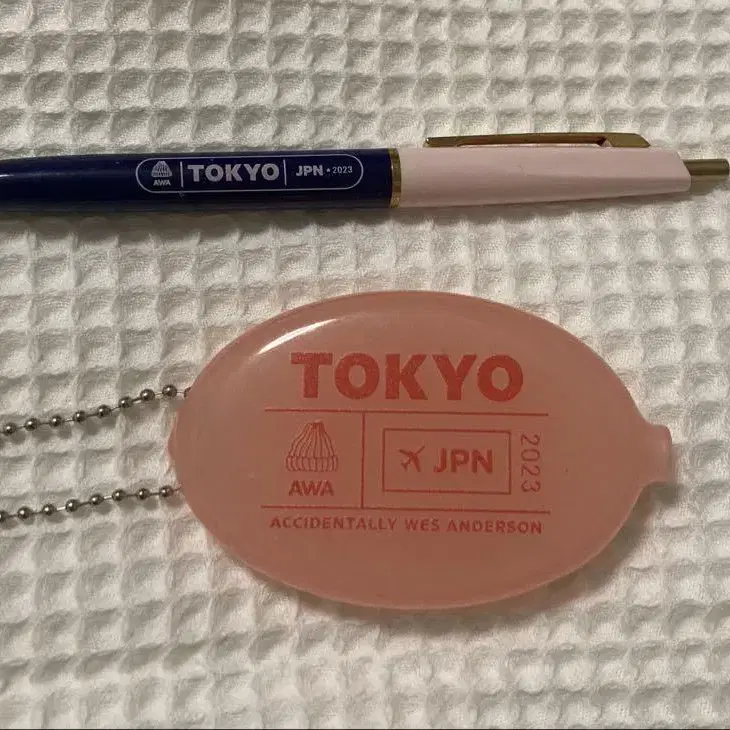 AWA TOKYO JPN • 2023
TOKYO
AWA JPN 2023
ACCIDENTALLY WES ANDERSON